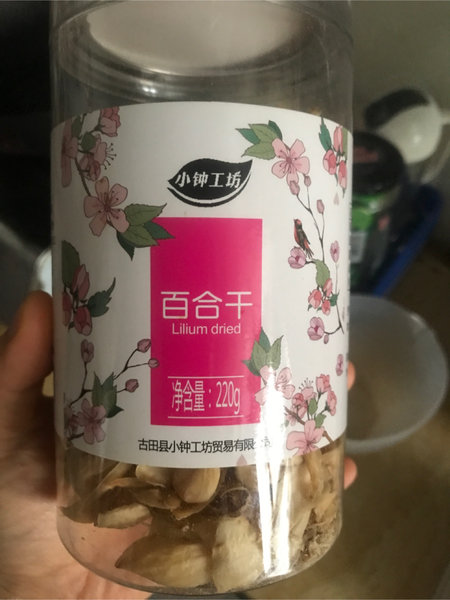 小钟工坊
百合干
Lilium dried
净含量：220g
古田县小钟工坊贸易有限